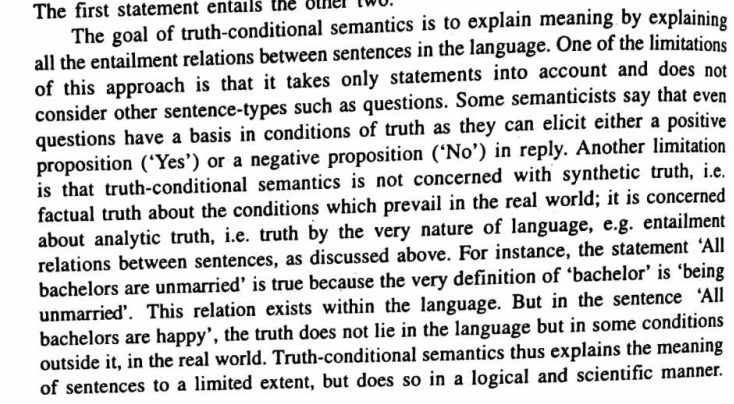 The first statement entails the other two.
The goal of truth-conditional semantics is to explain meaning by explaining
all the entailment relations between sentences in the language. One of the limitations
of this approach is that it takes only statements into account and does not
consider other sentence-types such as questions. Some semanticists say that even
questions have a basis in conditions of truth as they can elicit either a positive
proposition (‘Yes’) or a negative proposition (‘No’) in reply. Another limitation
is that truth-conditional semantics is not concerned with synthetic truth, i.e.
factual truth about the conditions which prevail in the real world; it is concerned
about analytic truth, i.e. truth by the very nature of language, e.g. entailment
relations between sentences, as discussed above. For instance, the statement ‘All
bachelors are unmarried’ is true because the very definition of ‘bachelor’ is ‘being
unmarried’. This relation exists within the language. But in the sentence ‘All
bachelors are happy’, the truth does not lie in the language but in some conditions
outside it, in the real world. Truth-conditional semantics thus explains the meaning
of sentences to a limited extent, but does so in a logical and scientific manner.